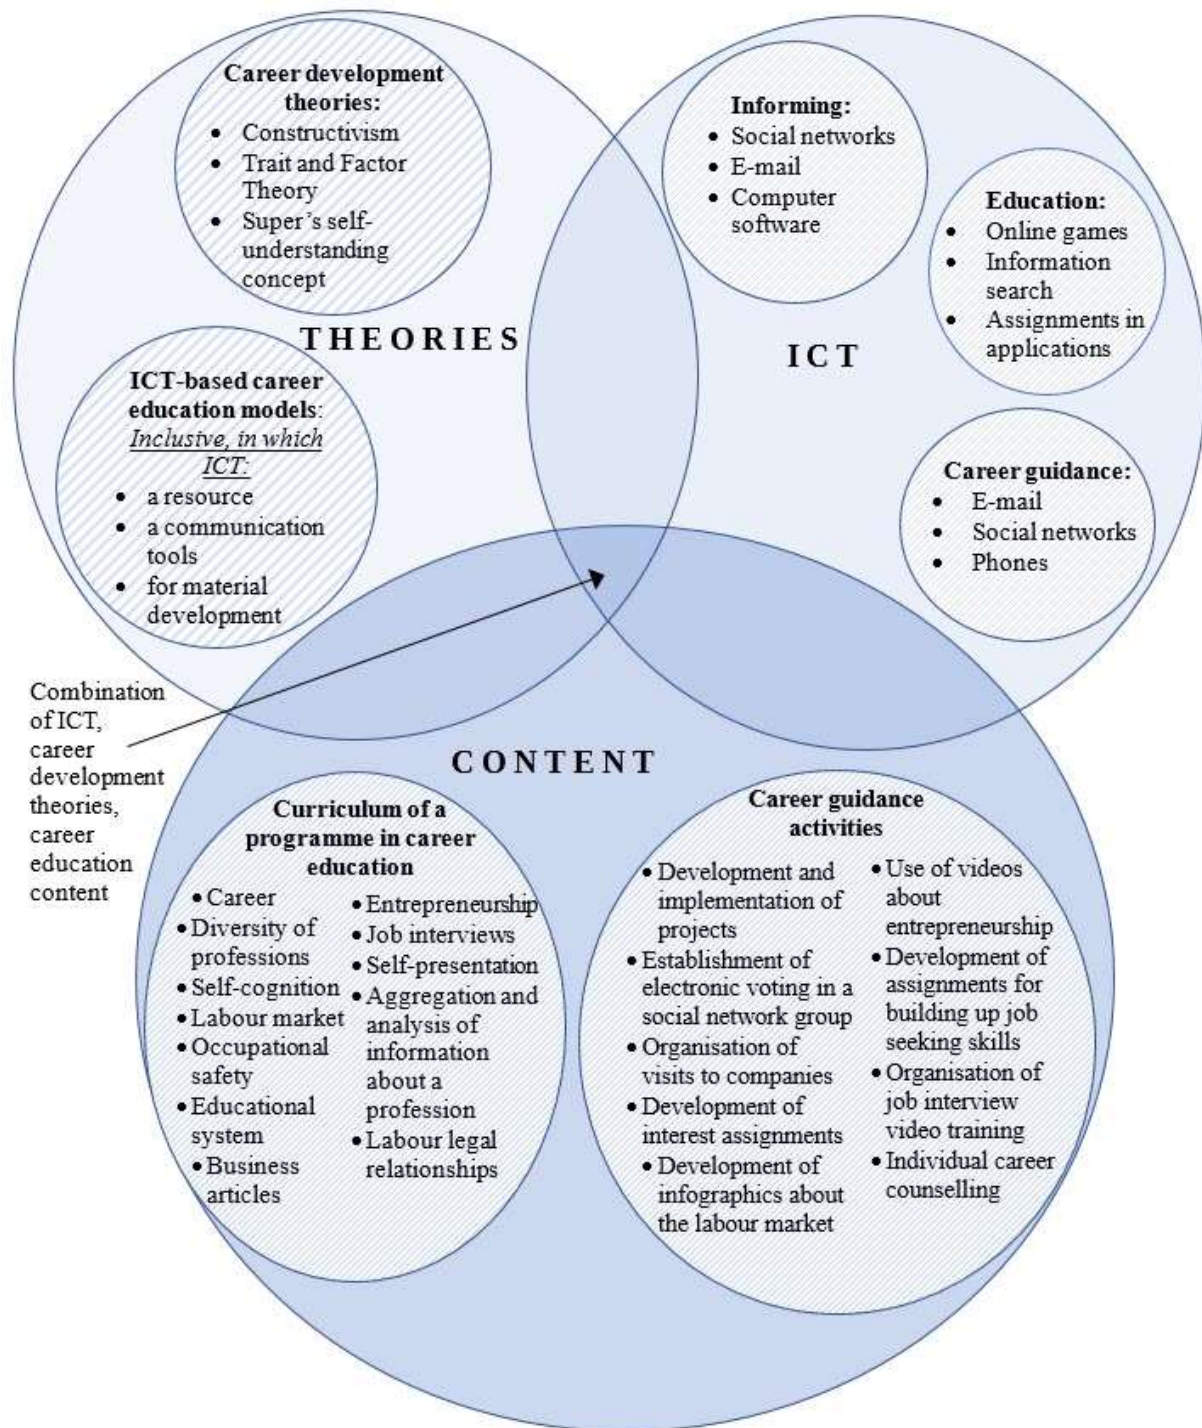 Career development
theories:
• Constructivism
• Trait and Factor
Theory
• Super's self-
understanding
concept
THEORIES
ICT-based career
education models:
Inclusive, in which
ICT:
• a resource
• a communication
tools
• for material
development
Informing:
• Social networks
• E-mail
• Computer
software
Education:
• Online games
• Information
search
• Assignments in
applications
ICT
Career guidance:
• E-mail
• Social networks
• Phones
Combination
of ICT,
career
development
theories,
career
education
content
CONTENT
Curriculum of a
programme in career
education
• Career
• Diversity of
professions
• Self-cognition
• Labour market
• Occupational
safety
• Educational
system
• Business
articles
• Entrepreneurship
• Job interviews
• Self-presentation
• Aggregation and
analysis of
information
about a
profession
• Labour legal
relationships
Career guidance
activities
• Development and
implementation of
projects
• Establishment of
electronic voting in a
social network group
• Organisation of
visits to companies
• Development of
interest assignments
• Development of
infographics about
the labour market
• Use of videos
about
entrepreneurship
• Development of
assignments for
building up job
seeking skills
• Organisation of
job interview
video training
• Individual career
counselling